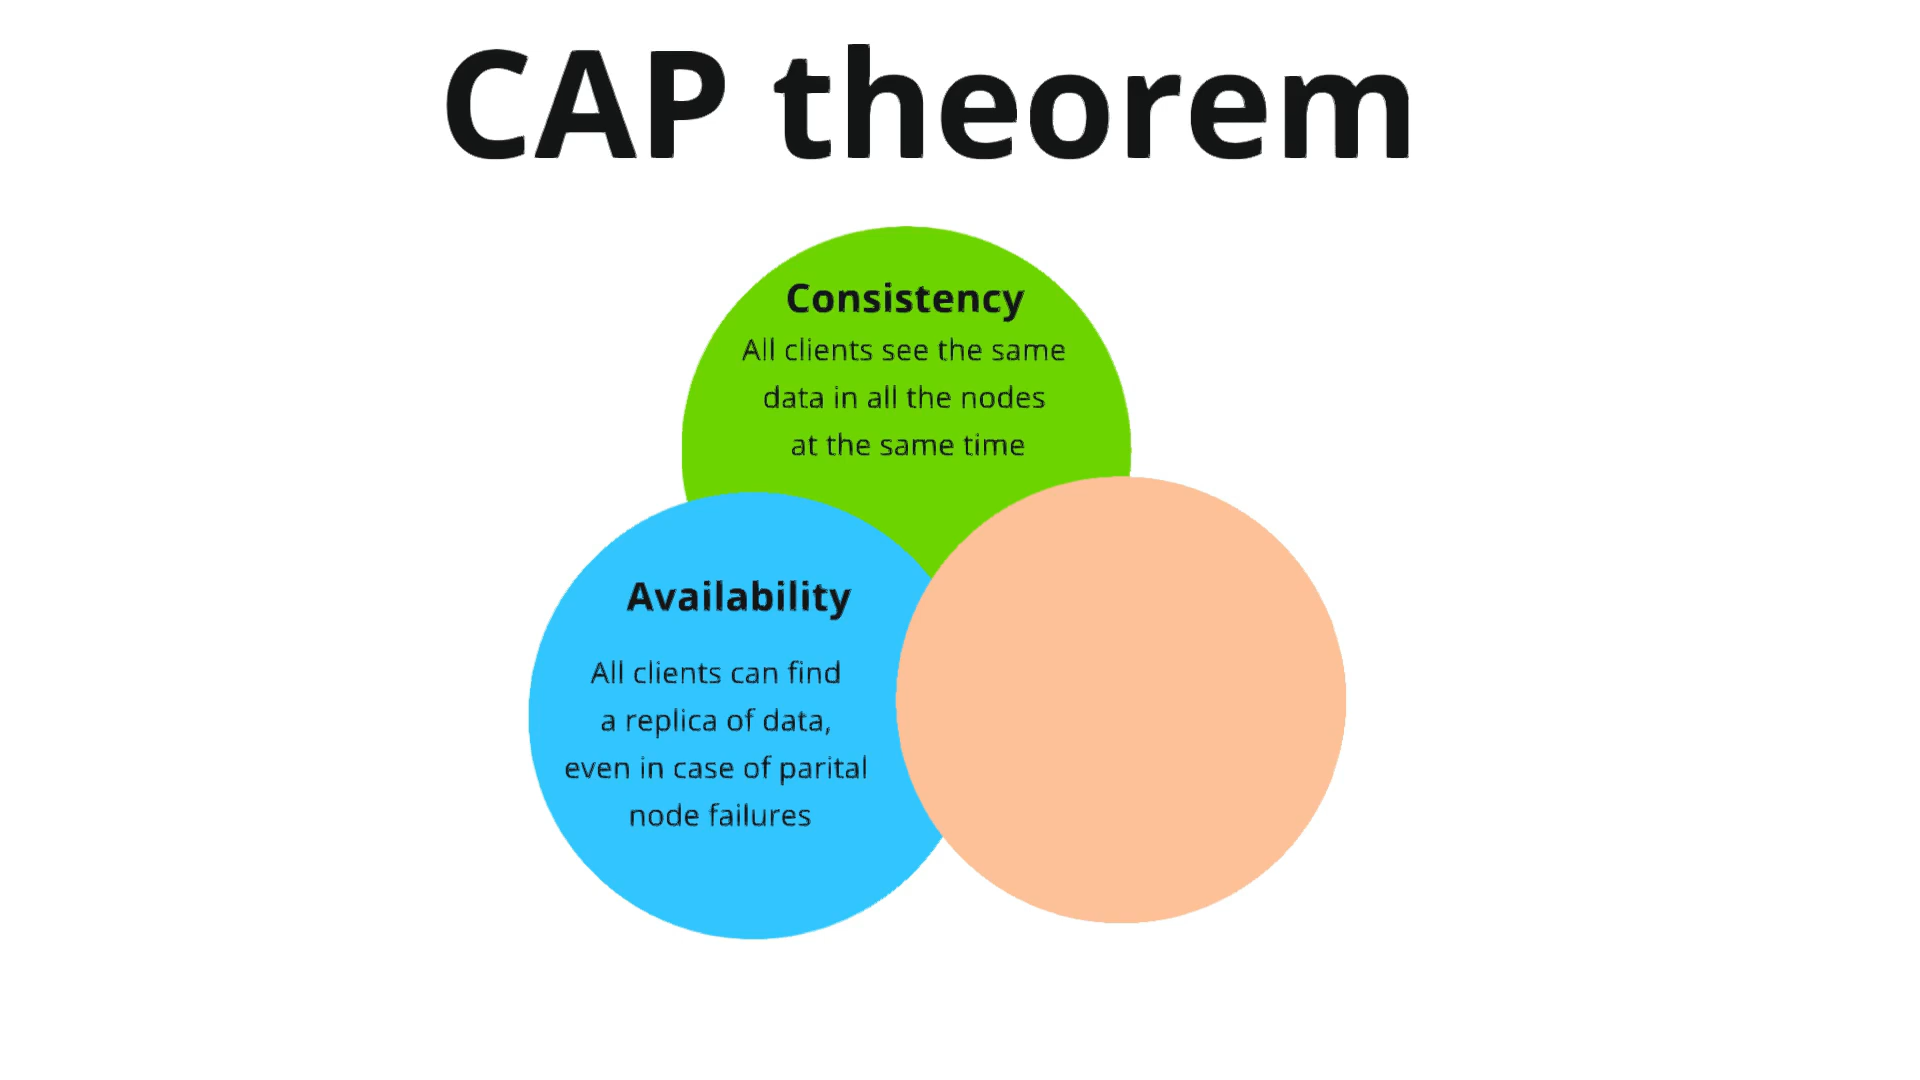 CAP theorem
Consistency
All clients see the same
data in all the nodes
at the same time
Availability
All clients can find
a replica of data,
even in case of parital
node failures